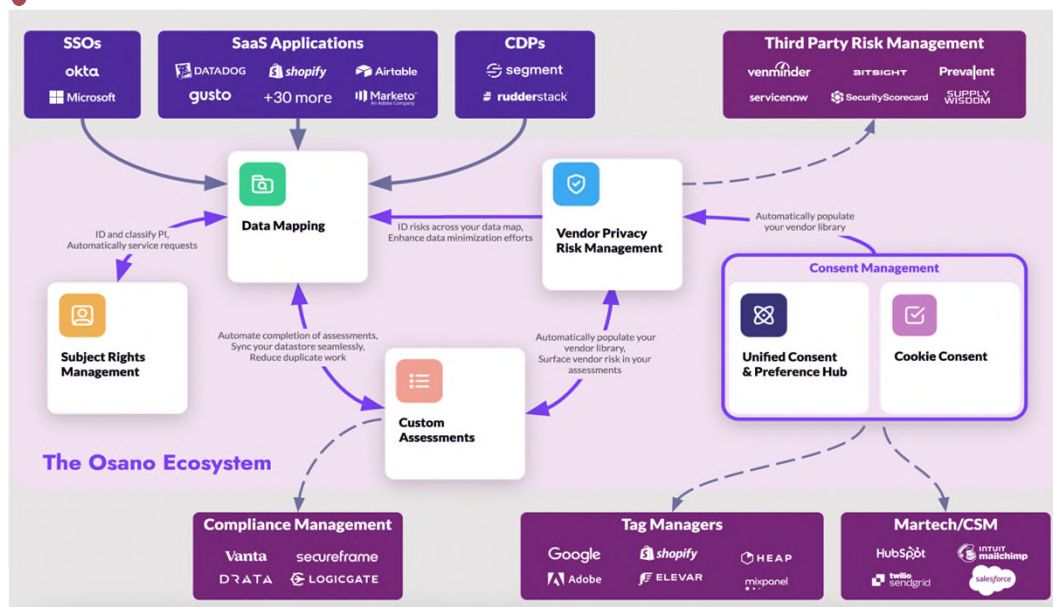 SSOs
okta
Microsoft
SaaS Applications
DATADOG
shopify
Airtable
gusto
+30 more
Marketo
An Adobe Company
CDPs
segment
rudderstack
Third Party Risk Management
venminder
BITSIGHT
Prevalent
servicenow
SecurityScorecard
SUPPLY
WISDOM
Data Mapping
ID and classify PI,
Automatically service requests
ID risks across your data map,
Enhance data minimization efforts
Vendor Privacy
Risk Management
Automatically populate
your vendor library
Consent Management
Unified Consent
& Preference Hub
Cookie Consent
Subject Rights
Management
Automate completion of assessments,
Sync your datastore seamlessly,
Reduce duplicate work
Automatically populate your
vendor library,
Surface vendor risk in your
assessments
Custom
Assessments
The Osano Ecosystem
Compliance Management
Vanta
secureframe
DRATA
LOGICGATE
Tag Managers
Google
shopify
HEAP
Adobe
ELEVAR
mixpanel
Martech/CSM
HubSpot
INTUIT
mailchimp
twilio
sendgrid
salesforce